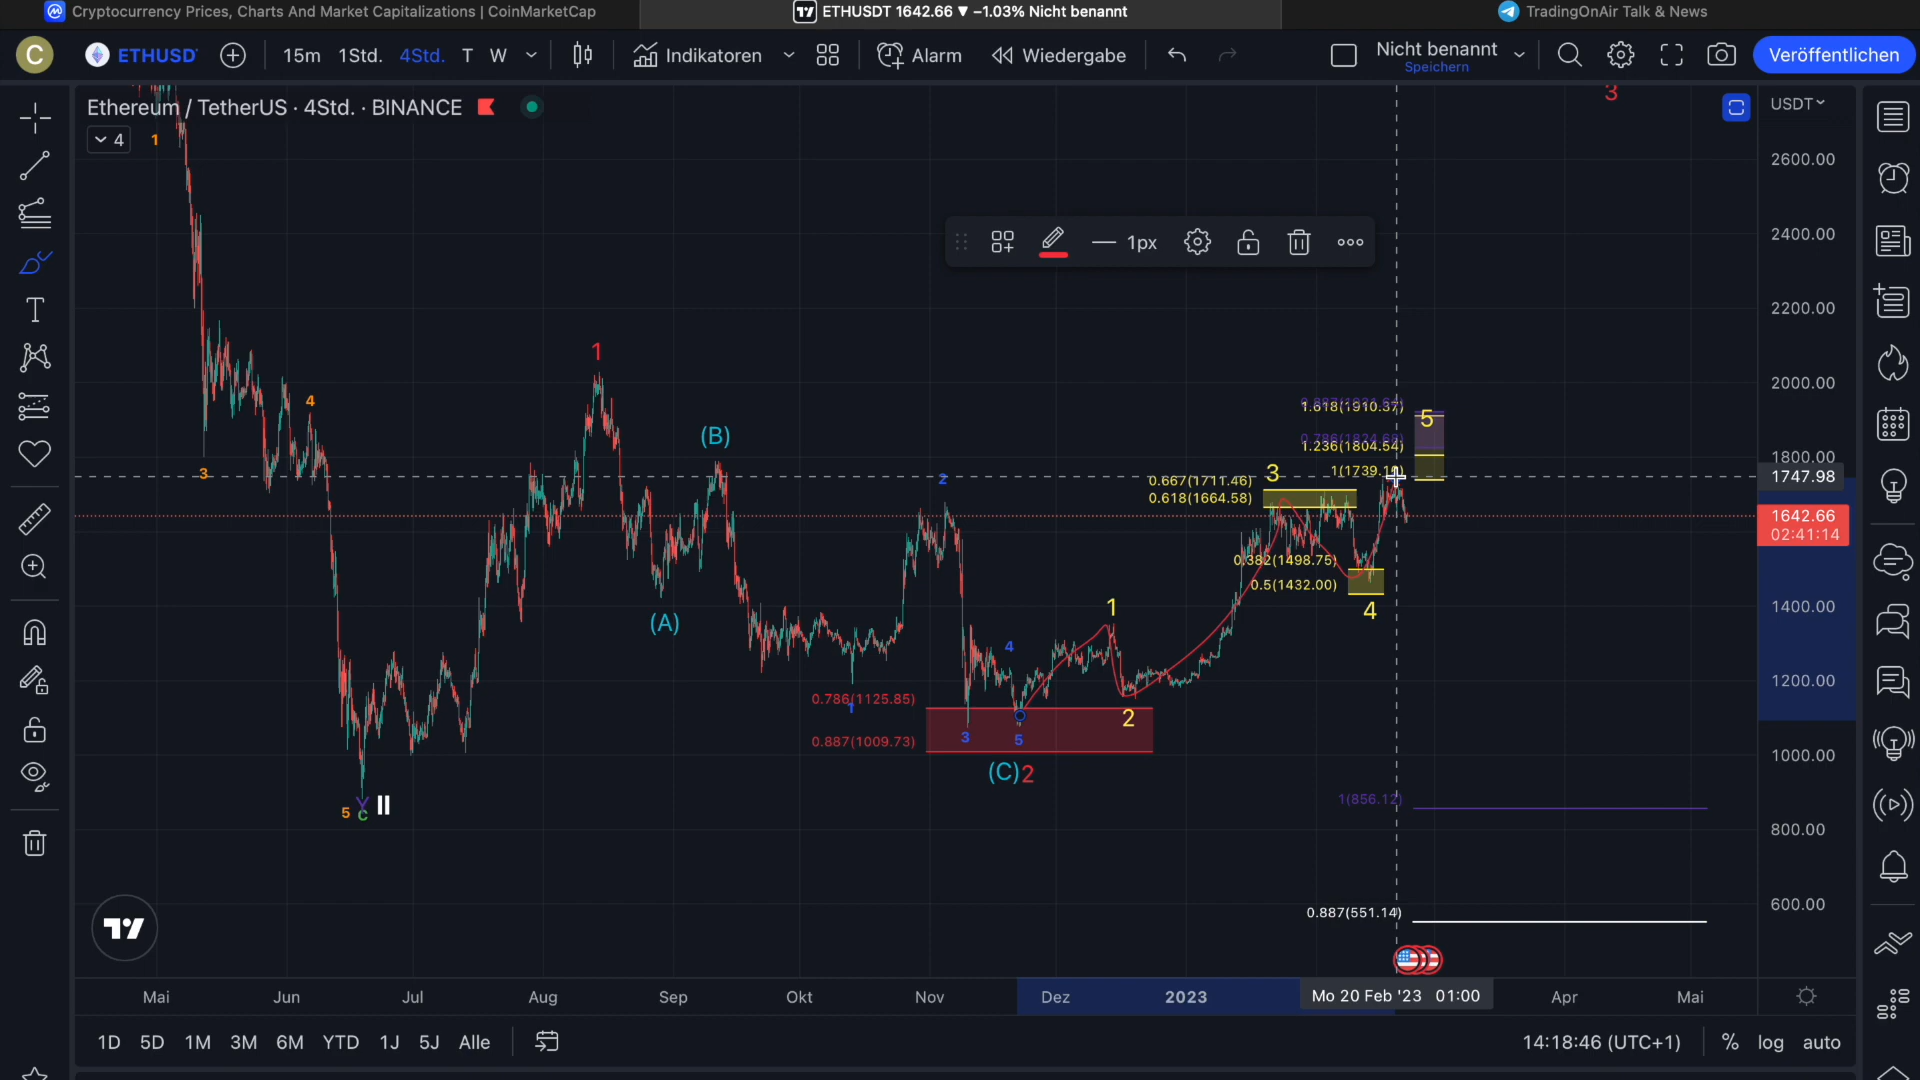 Cryptocurrency Prices, Charts And Market Capitalizations | CoinMarketCap
ETHUSDT 1642.66 ▼ −1.03% Nicht benannt
TradingOnAir Talk & News
C
ETHUSD
15m
1Std.
4Std.
T
W
Indikatoren
Alarm
Wiedergabe
Nicht benannt
Speichern
Veröffentlichen
Ethereum / TetherUS · 4Std. · BINANCE
4
USDT
3
1
2600.00
2400.00
1px
2200.00
2000.00
1
4
1.618(1910.37)
5
(B)
1.236(1804.54)
1800.00
3
2
3
1747.98
0.667(1711.46)
0.618(1664.58)
1642.66
02:41:14
0.382(1498.75)
0.5(1432.00)
1400.00
1
4
(A)
4
1200.00
0.786(1125.85)
1
2
3
5
0.887(1009.73)
1000.00
(C)
2
1(856.12)
5
Y
C
II
800.00
0.887(551.14)
600.00
Mai
Jun
Jul
Aug
Sep
Okt
Nov
Dez
2023
Mo 20 Feb '23 01:00
Apr
Mai
1D
5D
1M
3M
6M
YTD
1J
5J
Alle
14:18:46 (UTC+1)
%
log
auto